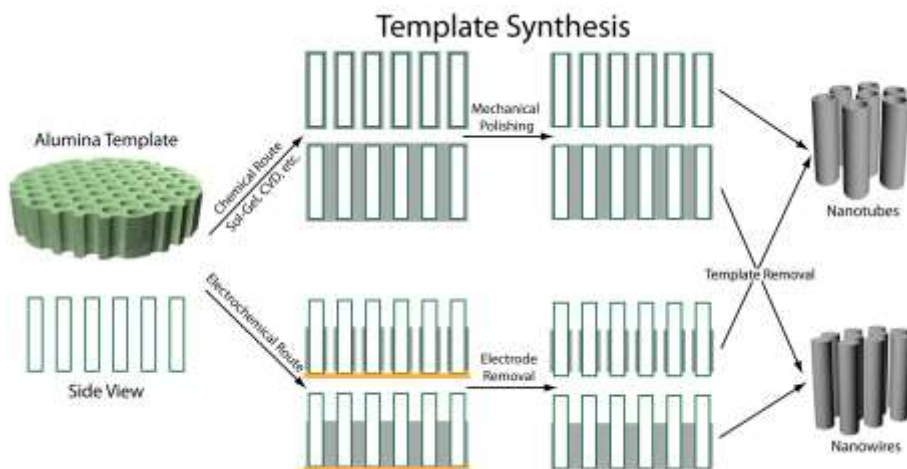 Template Synthesis
Alumina Template
Chemical Route
Sol-Gel, CVD, etc.
Mechanical
Polishing
Nanotubes
Template Removal
Electrochemical Route
Electrode
Removal
Side View
Nanowires